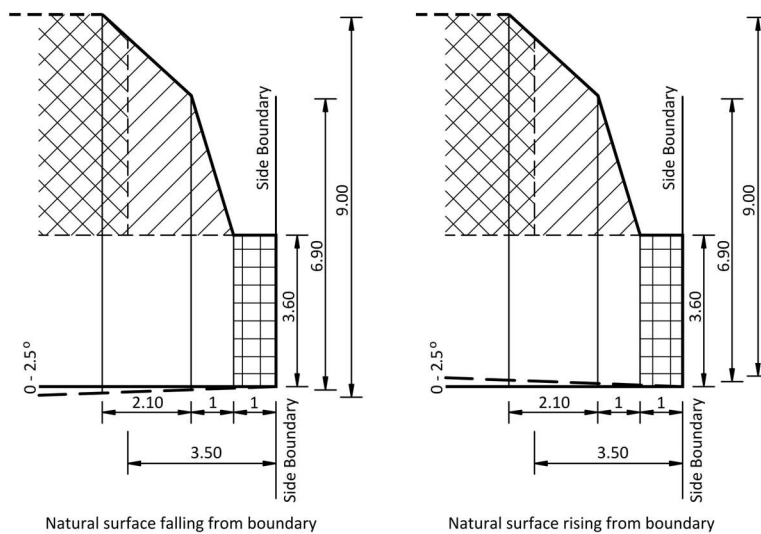 Side Boundary
9.00
6.90
3.60
0 - 2.5°
2.10
1
1
3.50
Side Boundary
Natural surface falling from boundary
Side Boundary
9.00
6.90
3.60
0 - 2.5°
2.10
1
1
3.50
Side Boundary
Natural surface rising from boundary